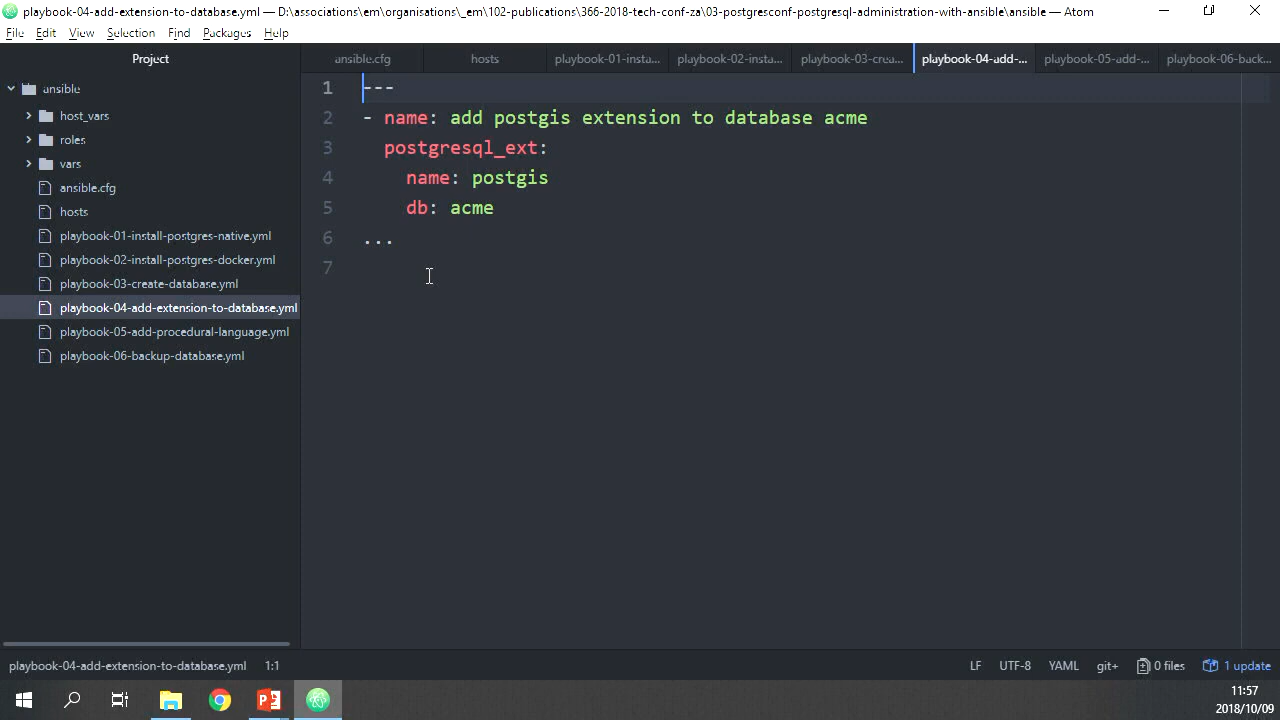 playbook-04-add-extension-to-database.yml — D:\associations\em\organisations\_em\102-publications\366-2018-tech-conf-za\03-postgresconf-postgresql-administration-with-ansible\ansible — Atom
File Edit View Selection Find Packages Help
Project
ansible.cfg hosts playbook-01-insta... playbook-02-insta... playbook-03-crea... playbook-04-add-... playbook-05-add-... playbook-06-back...
ansible
host_vars
roles
vars
ansible.cfg
hosts
playbook-01-install-postgres-native.yml
playbook-02-install-postgres-docker.yml
playbook-03-create-database.yml
playbook-04-add-extension-to-database.yml
playbook-05-add-procedural-language.yml
playbook-06-backup-database.yml
1 ---
2 - name: add postgis extension to database acme
3 postgresql_ext:
4 name: postgis
5 db: acme
6 ...
7
playbook-04-add-extension-to-database.yml 1:1 LF UTF-8 YAML git+ 0 files 1 update
11:57
2018/10/09